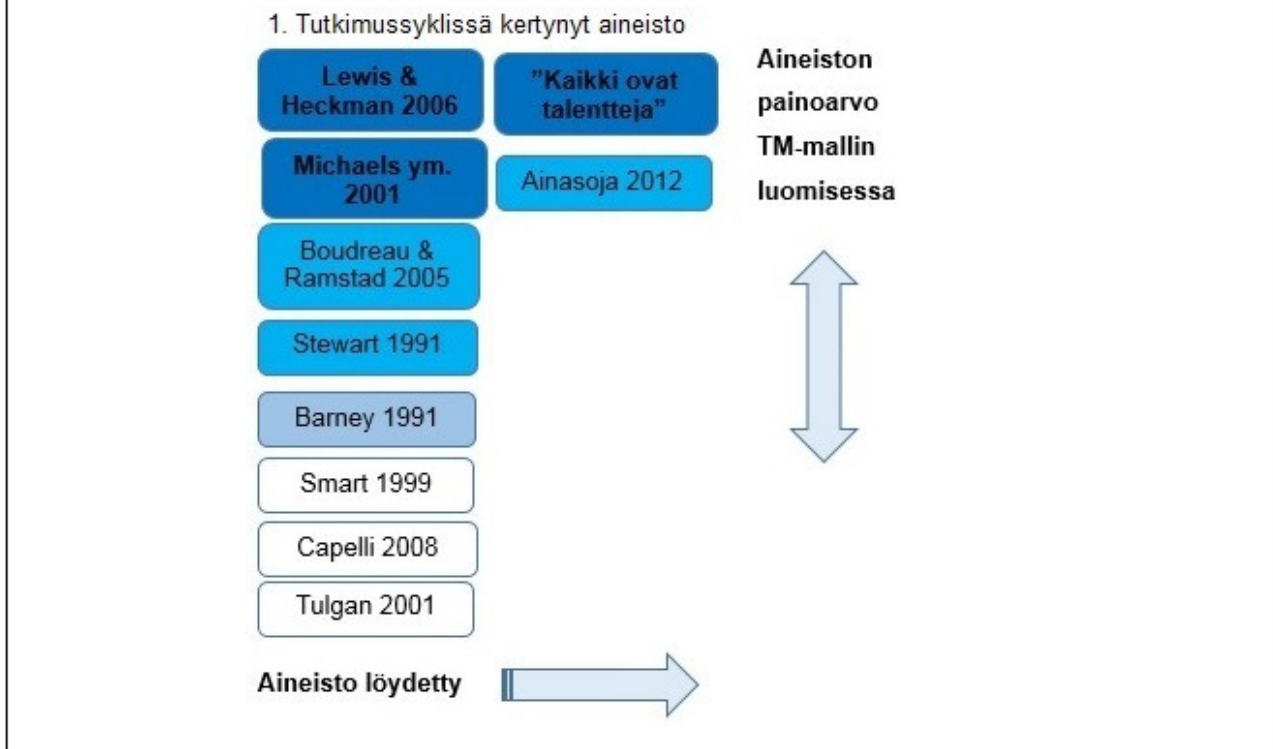 1. Tutkimussyklissä kertynyt aineisto
Lewis &
Heckman 2006
"Kaikki ovat
talentteja"
Aineiston
painoarvo
TM-mallin
luomisessa
Michaels ym.
2001
Ainasoja 2012
Boudreau &
Ramstad 2005
Stewart 1991
Barney 1991
Smart 1999
Capelli 2008
Tulgan 2001
Aineisto löydetty